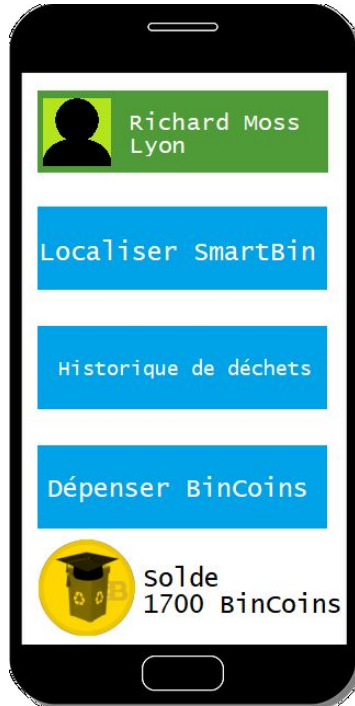 Richard Moss
Lyon
Localiser SmartBin
Historique de déchets
Dépenser BinCoins
B
Solde
1700 BinCoins